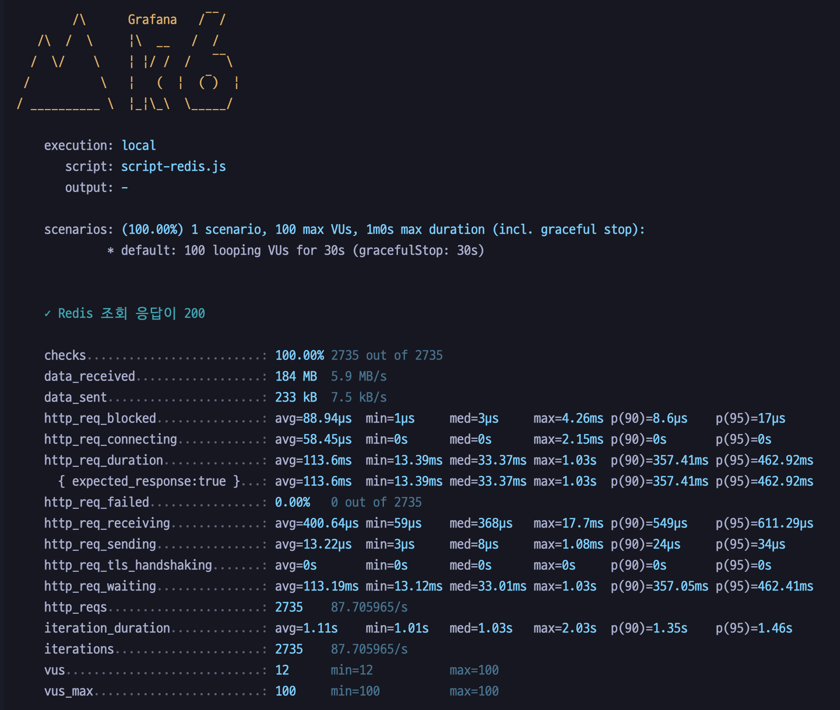 Grafana
execution: local
script: script-redis.js
output: -
scenarios: (100.00%) 1 scenario, 100 max VUs, 1m0s max duration (incl. graceful stop):
* default: 100 looping VUs for 30s (gracefulStop: 30s)
✓ Redis 조회 응답이 200
checks.........................: 100.00% 2735 out of 2735
data_received..................: 184 MB 5.9 MB/s
data_sent......................: 233 kB 7.5 kB/s
http_req_blocked...............: avg=88.94µs min=1µs med=3µs max=4.26ms p(90)=8.6µs p(95)=17µs
http_req_connecting............: avg=58.45µs min=0s med=0s max=2.15ms p(90)=0s p(95)=0s
http_req_duration..............: avg=113.6ms min=13.39ms med=33.37ms max=1.03s p(90)=357.41ms p(95)=462.92ms
{ expected_response:true }...: avg=113.6ms min=13.39ms med=33.37ms max=1.03s p(90)=357.41ms p(95)=462.92ms
http_req_failed................: 0.00% 0 out of 2735
http_req_receiving.............: avg=400.64µs min=59µs med=368µs max=17.7ms p(90)=549µs p(95)=611.29µs
http_req_sending...............: avg=13.22µs min=3µs med=8µs max=1.08ms p(90)=24µs p(95)=34µs
http_req_tls_handshaking.......: avg=0s min=0s med=0s max=0s p(90)=0s p(95)=0s
http_req_waiting...............: avg=113.19ms min=13.12ms med=33.01ms max=1.03s p(90)=357.05ms p(95)=462.41ms
http_reqs......................: 2735 87.705965/s
iteration_duration.............: avg=1.11s min=1.01s med=1.03s max=2.03s p(90)=1.35s p(95)=1.46s
iterations.....................: 2735 87.705965/s
vus............................: 12 min=12 max=100
vus_max........................: 100 min=100 max=100